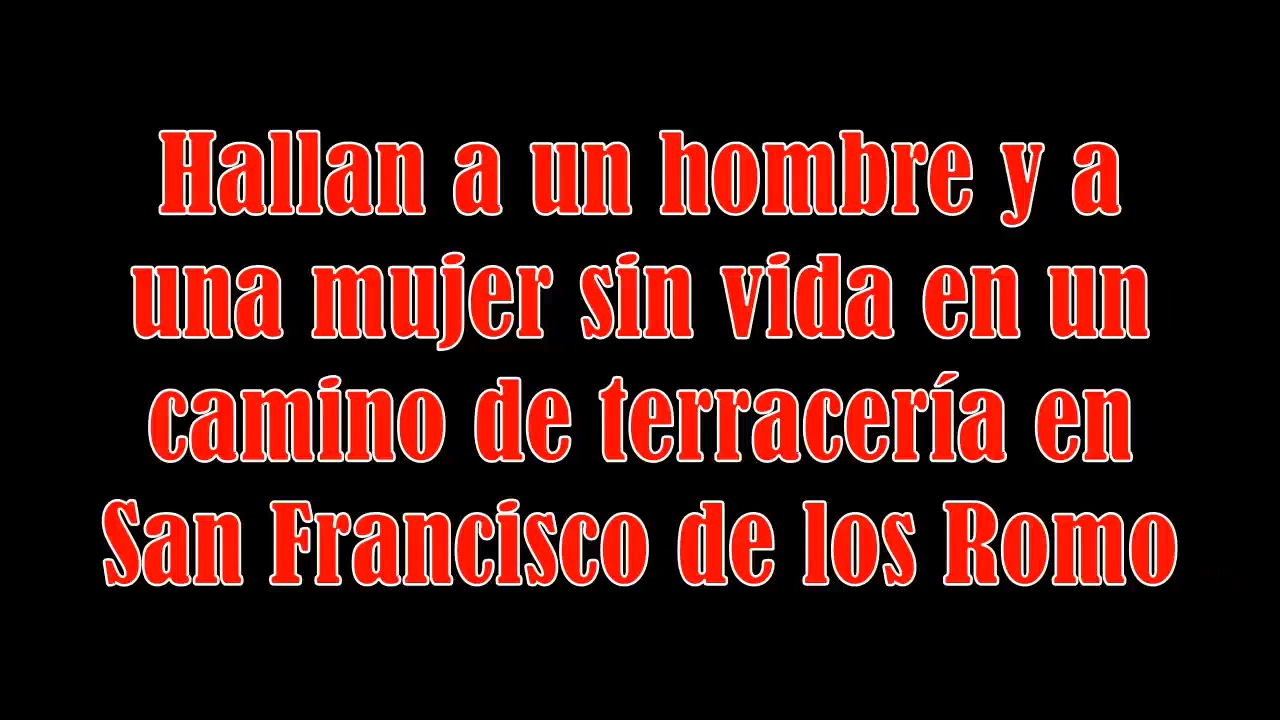 Hallan a un hombre y a
una mujer sin vida en un
camino de terracería en
San Francisco de los Romo